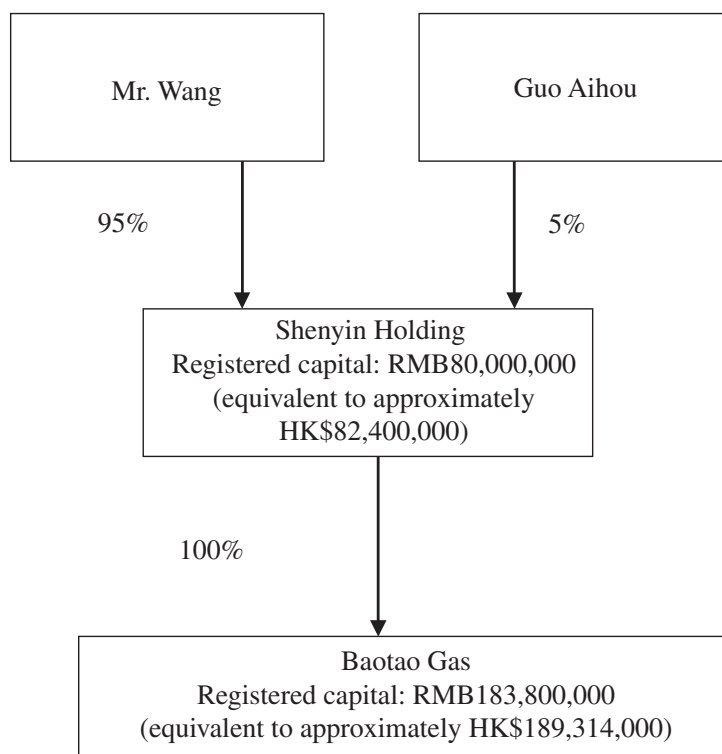 Mr. Wang
Guo Aihou
95%
5%
Shenyin Holding
Registered capital: RMB80,000,000
(equivalent to approximately
HK$82,400,000)
100%
Baotao Gas
Registered capital: RMB183,800,000
(equivalent to approximately HK$189,314,000)